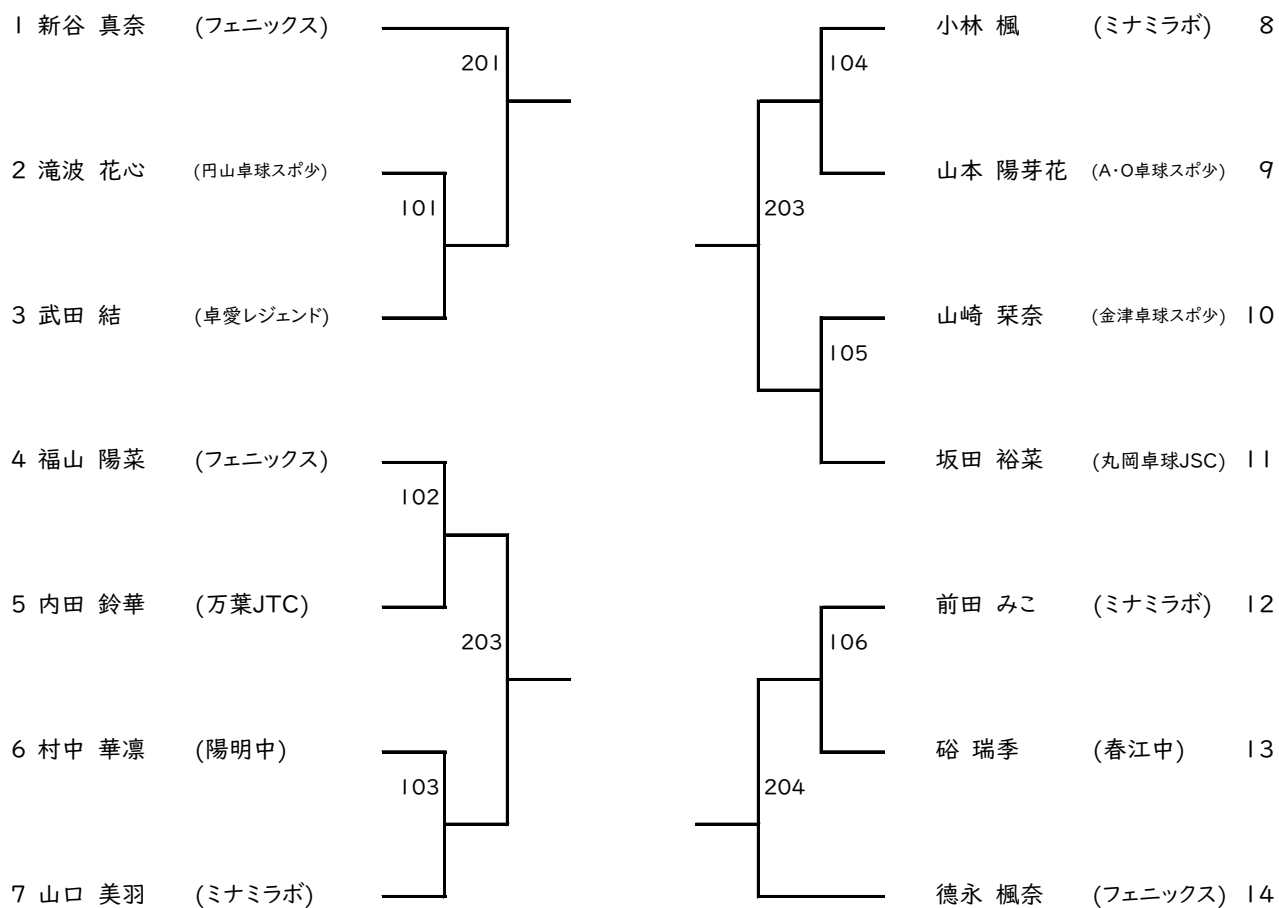 1 新谷 真奈 (フェニックス)
201
2 滝波 花心 (円山卓球スポ少)
101
3 武田 結 (卓愛レジェンド)
4 福山 陽菜 (フェニックス)
102
5 内田 鈴華 (万葉JTC)
203
6 村中 華凛 (陽明中)
103
7 山口 美羽 (ミナミラボ)
小林 楓 (ミナミラボ) 8
104
山本 陽芽花 (A・O卓球スポ少) 9
203
山崎 栞奈 (金津卓球スポ少) 10
105
坂田 裕菜 (丸岡卓球JSC) 11
前田 みこ (ミナミラボ) 12
106
硲 瑞季 (春江中) 13
204
德永 楓奈 (フェニックス) 14